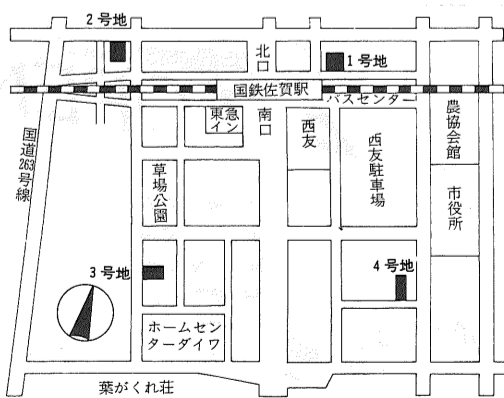 2号地
北口
1号地
国鉄佐賀駅
バスセンター
国道263号線
東急
イン
南口
西友
西友駐車場
農協会館
草場公園
市役所
3号地
4号地
ホームセン
ターダイワ
葉がくれ荘